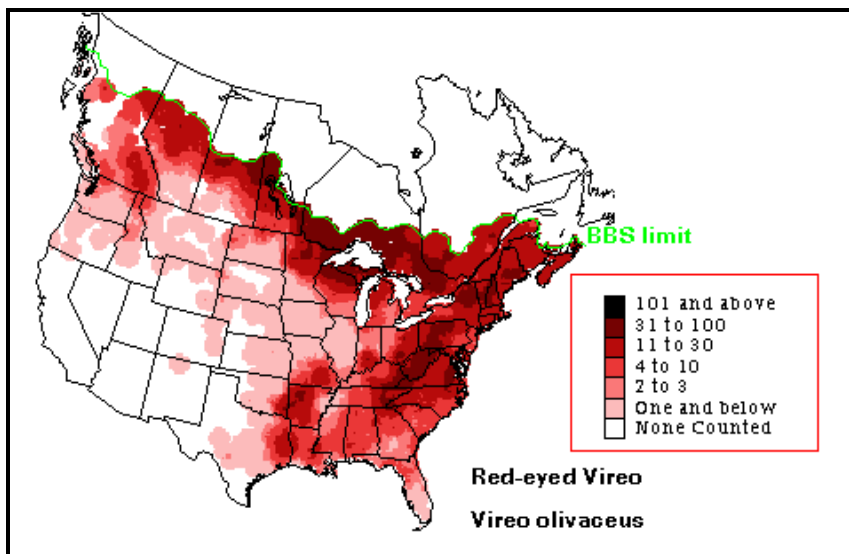 BBS limit
101 and above
31 to 100
11 to 30
4 to 10
2 to 3
One and below
None Counted
Red-eyed Vireo
Vireo olivaceus